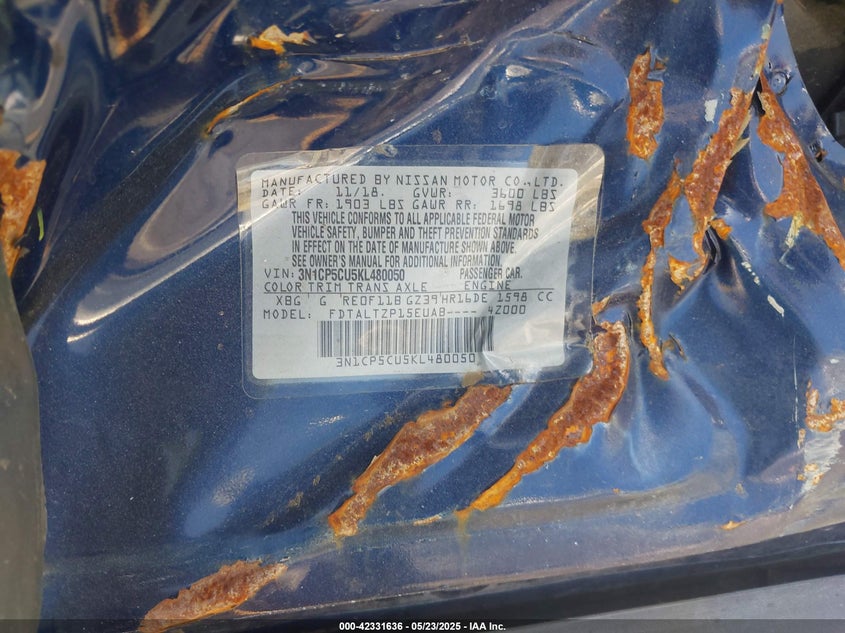 MANUFACTURED BY NISSAN MOTOR CO.,LTD.
DATE: 11/18. GVWR: 3600 LBS
GAWR FR: 1903 LBS GAWR RR: 1698 LBS
THIS VEHICLE CONFORMS TO ALL APPLICABLE FEDERAL MOTOR
VEHICLE SAFETY, BUMPER AND THEFT PREVENTION STANDARDS
IN EFFECT ON THE DATE OF MANUFACTURE SHOWN ABOVE.
SEE OWNER'S MANUAL FOR ADDITIONAL INFORMATION.
VIN: 3N1CP5CU5KL480050 PASSENGER CAR.
COLOR TRIM TRANS AXLE ENGINE
XBG G RE0F11B GZ39 HR16DE 1598 CC
MODEL: FDTALTZP15EUAB---- 4Z000
3N1CP5CU5KL480050
000-42331636 - 05/23/2025 - IAA Inc.